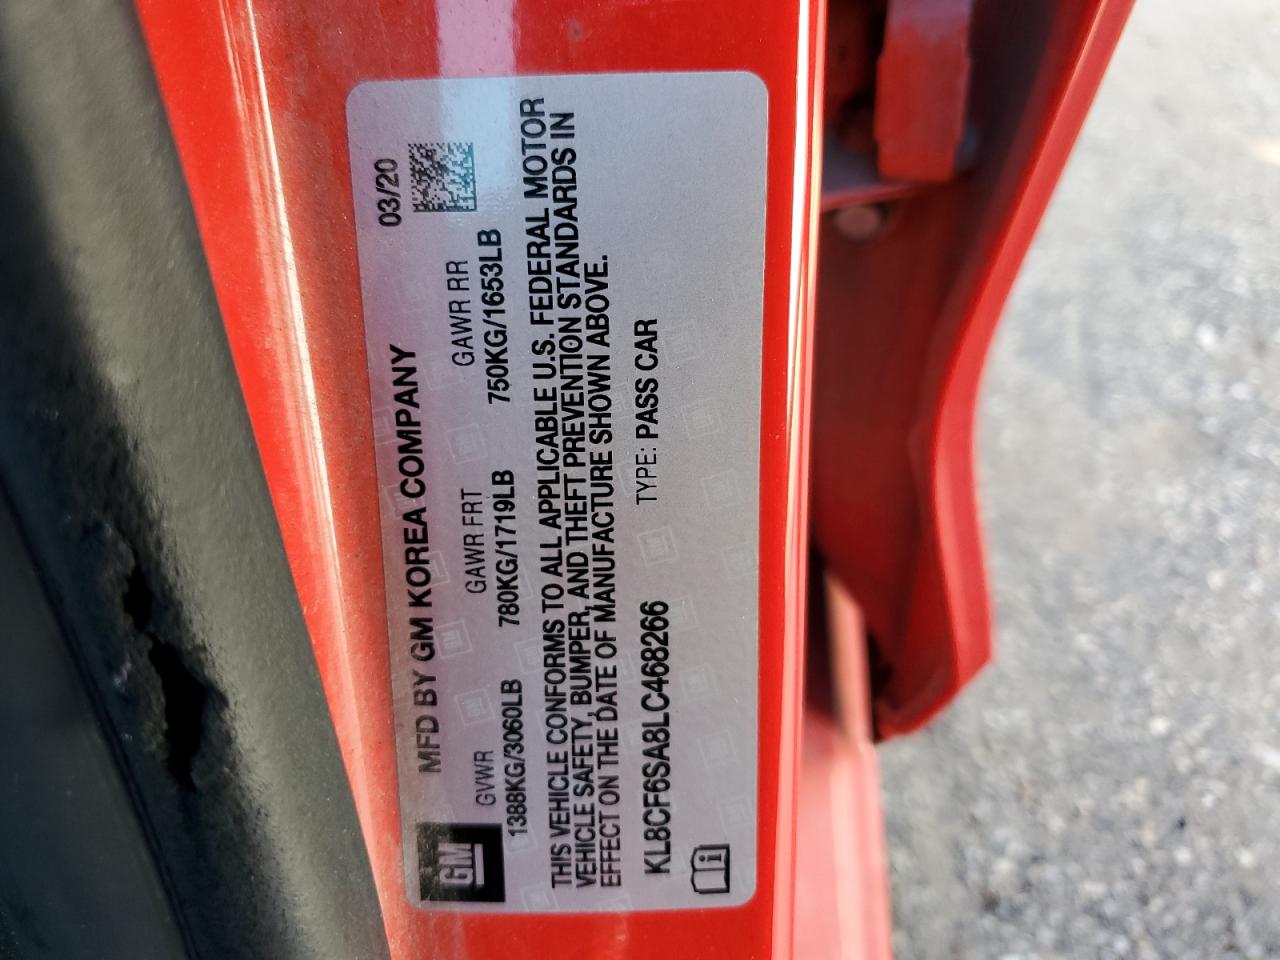 MFD BY GM KOREA COMPANY 03/20
GM
GVWR GAWR FRT GAWR RR
1388KG/3060LB 780KG/1719LB 750KG/1653LB
THIS VEHICLE CONFORMS TO ALL APPLICABLE U.S. FEDERAL MOTOR
VEHICLE SAFETY, BUMPER, AND THEFT PREVENTION STANDARDS IN
EFFECT ON THE DATE OF MANUFACTURE SHOWN ABOVE.
KL8CF6SA8LC468266 TYPE: PASS CAR